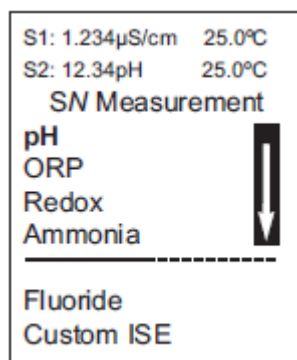 S1: 1.234µS/cm 25.0ºC
S2: 12.34pH 25.0ºC
SN Measurement
pH
ORP
Redox
Ammonia
Fluoride
Custom ISE